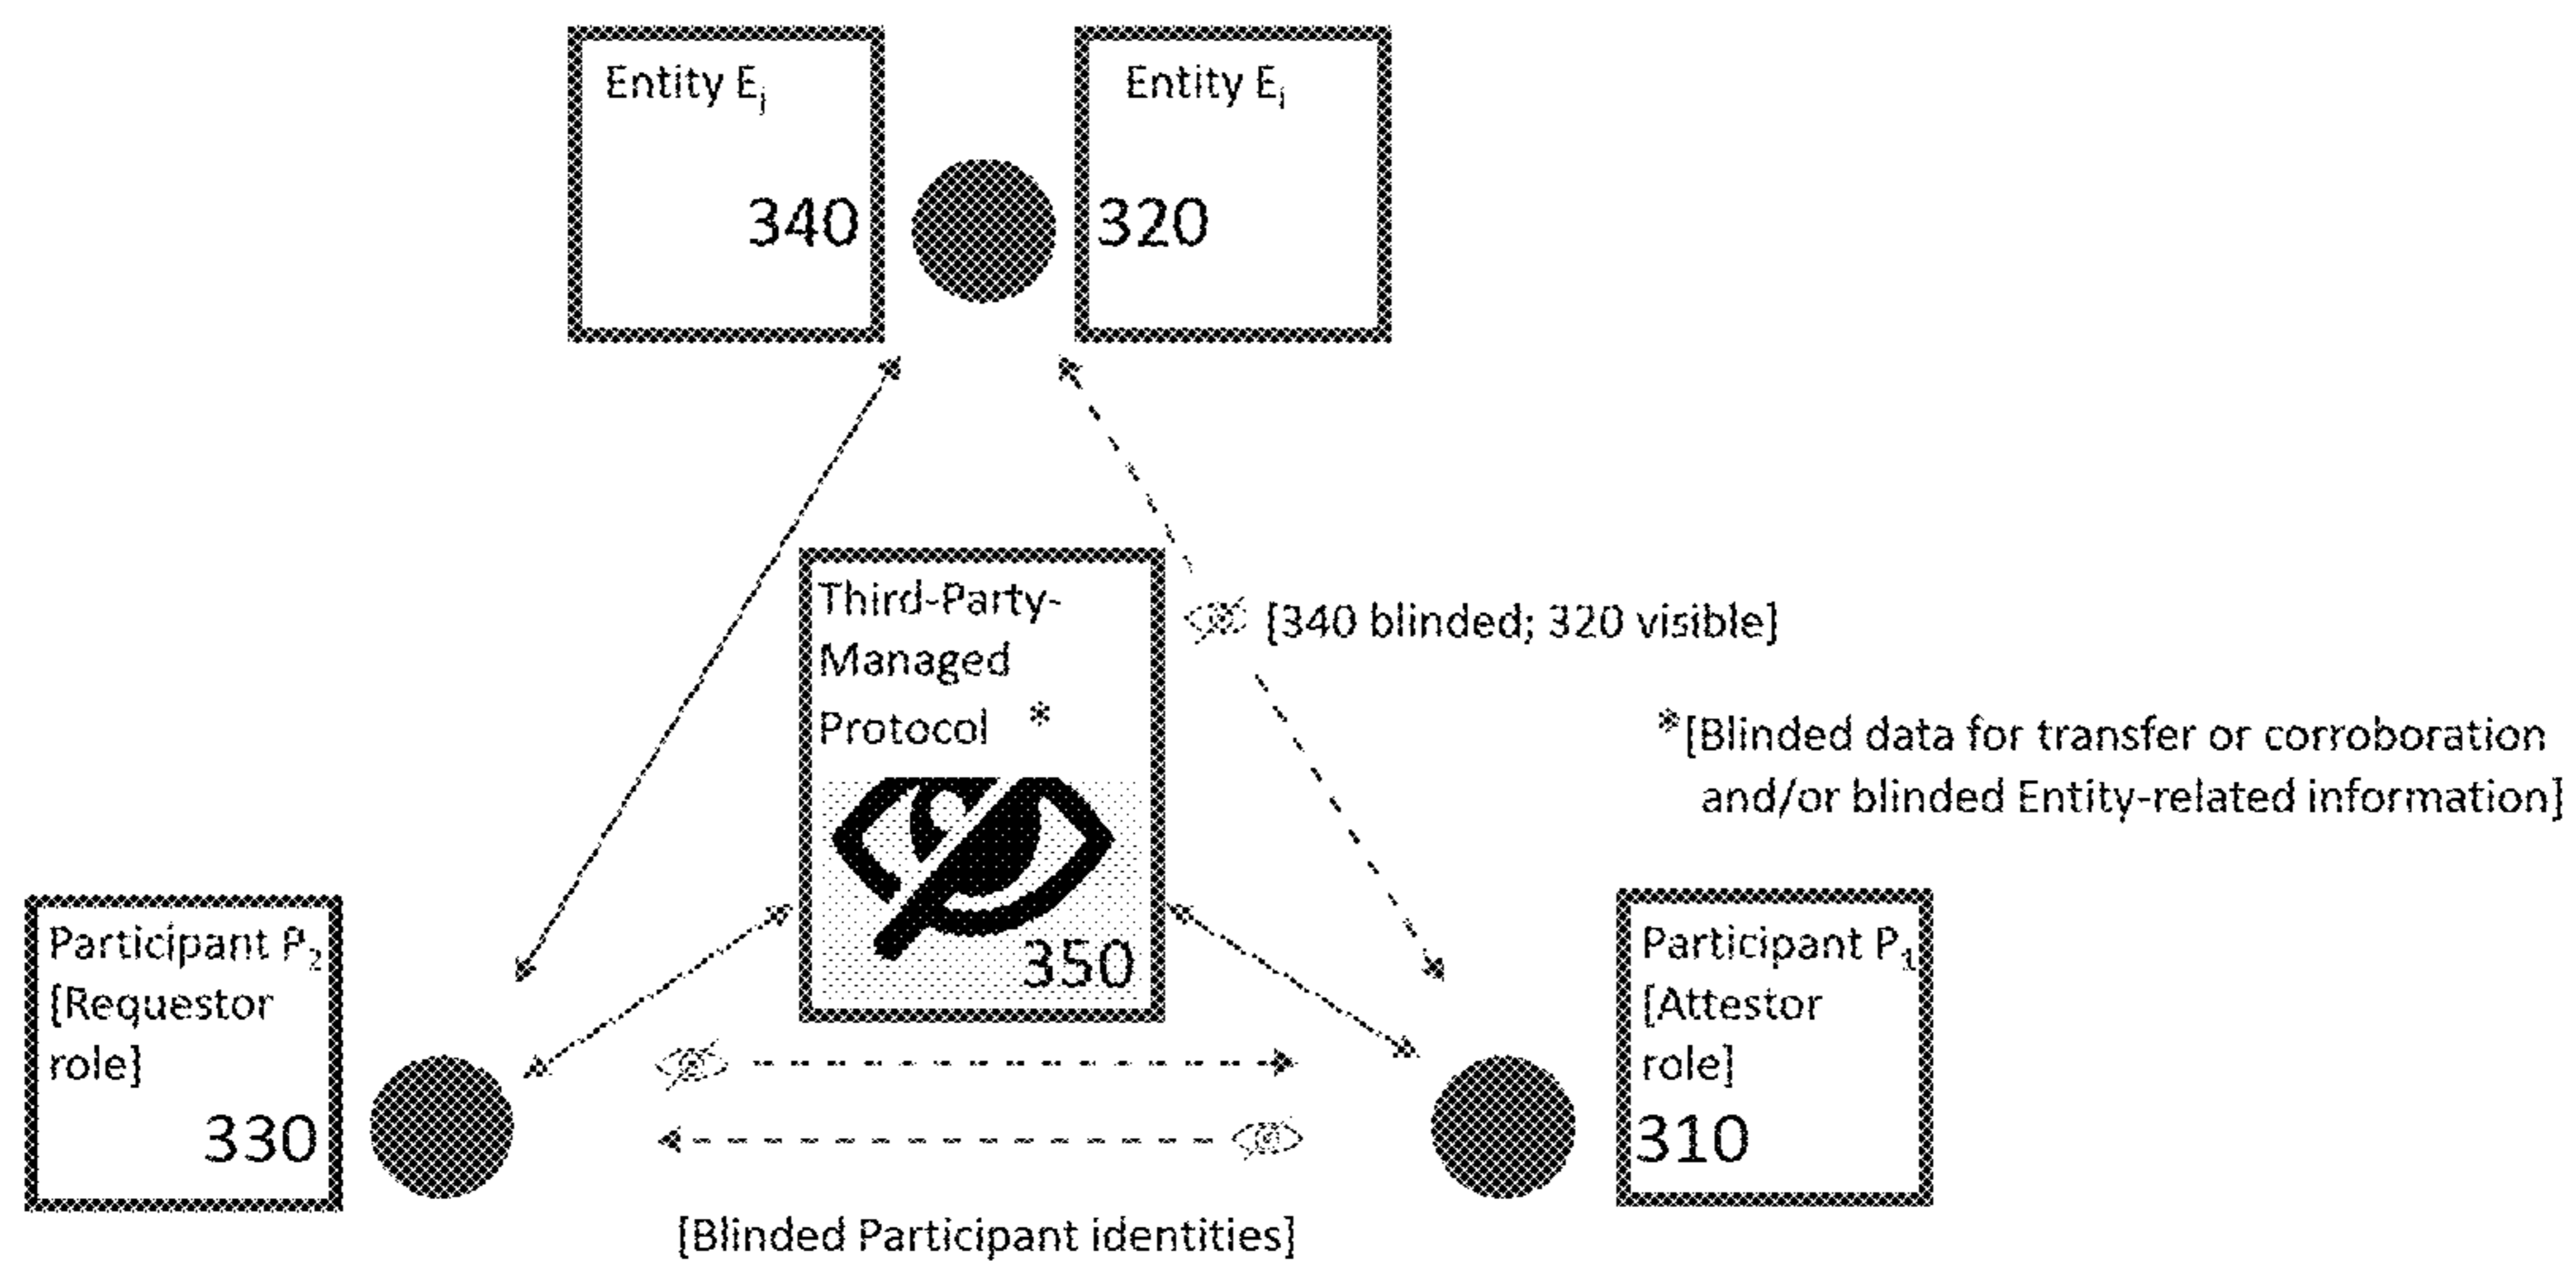 Entity Ej
340
Entity Ei
320
Third-Party-
Managed
Protocol *
350
[340 blinded; 320 visible]
*[Blinded data for transfer or corroboration
and/or blinded Entity-related information]
Participant P2
[Requestor
role]
330
Participant P1
[Attestor
role]
310
[Blinded Participant identities]